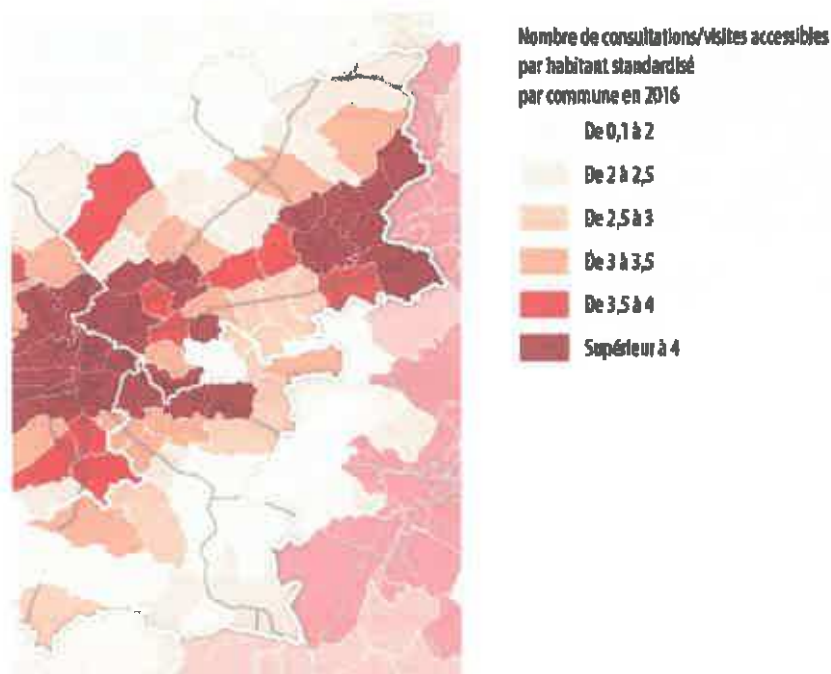 Nombre de consultations/visites accessibles
par habitant standardisé
par commune en 2016
De 0,1 à 2
De 2 à 2,5
De 2,5 à 3
De 3 à 3,5
De 3,5 à 4
Supérieur à 4